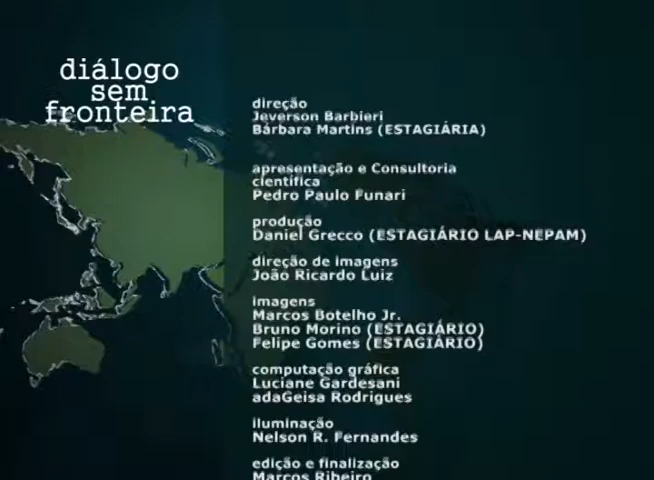 diálogo
sem
fronteira
direção
Jeverson Barbieri
Bárbara Martins (ESTAGIÁRIA)
apresentação e Consultoria
científica
Pedro Paulo Funari
produção
Daniel Grecco (ESTAGIÁRIO LAP-NEPAM)
direção de imagens
João Ricardo Luiz
imagens
Marcos Botelho Jr.
Bruno Morino (ESTAGIÁRIO)
Felipe Gomes (ESTAGIÁRIO)
computação gráfica
Luciane Gardesani
adaGeisa Rodrigues
iluminação
Nelson R. Fernandes
edição e finalização
Marcos Ribeiro